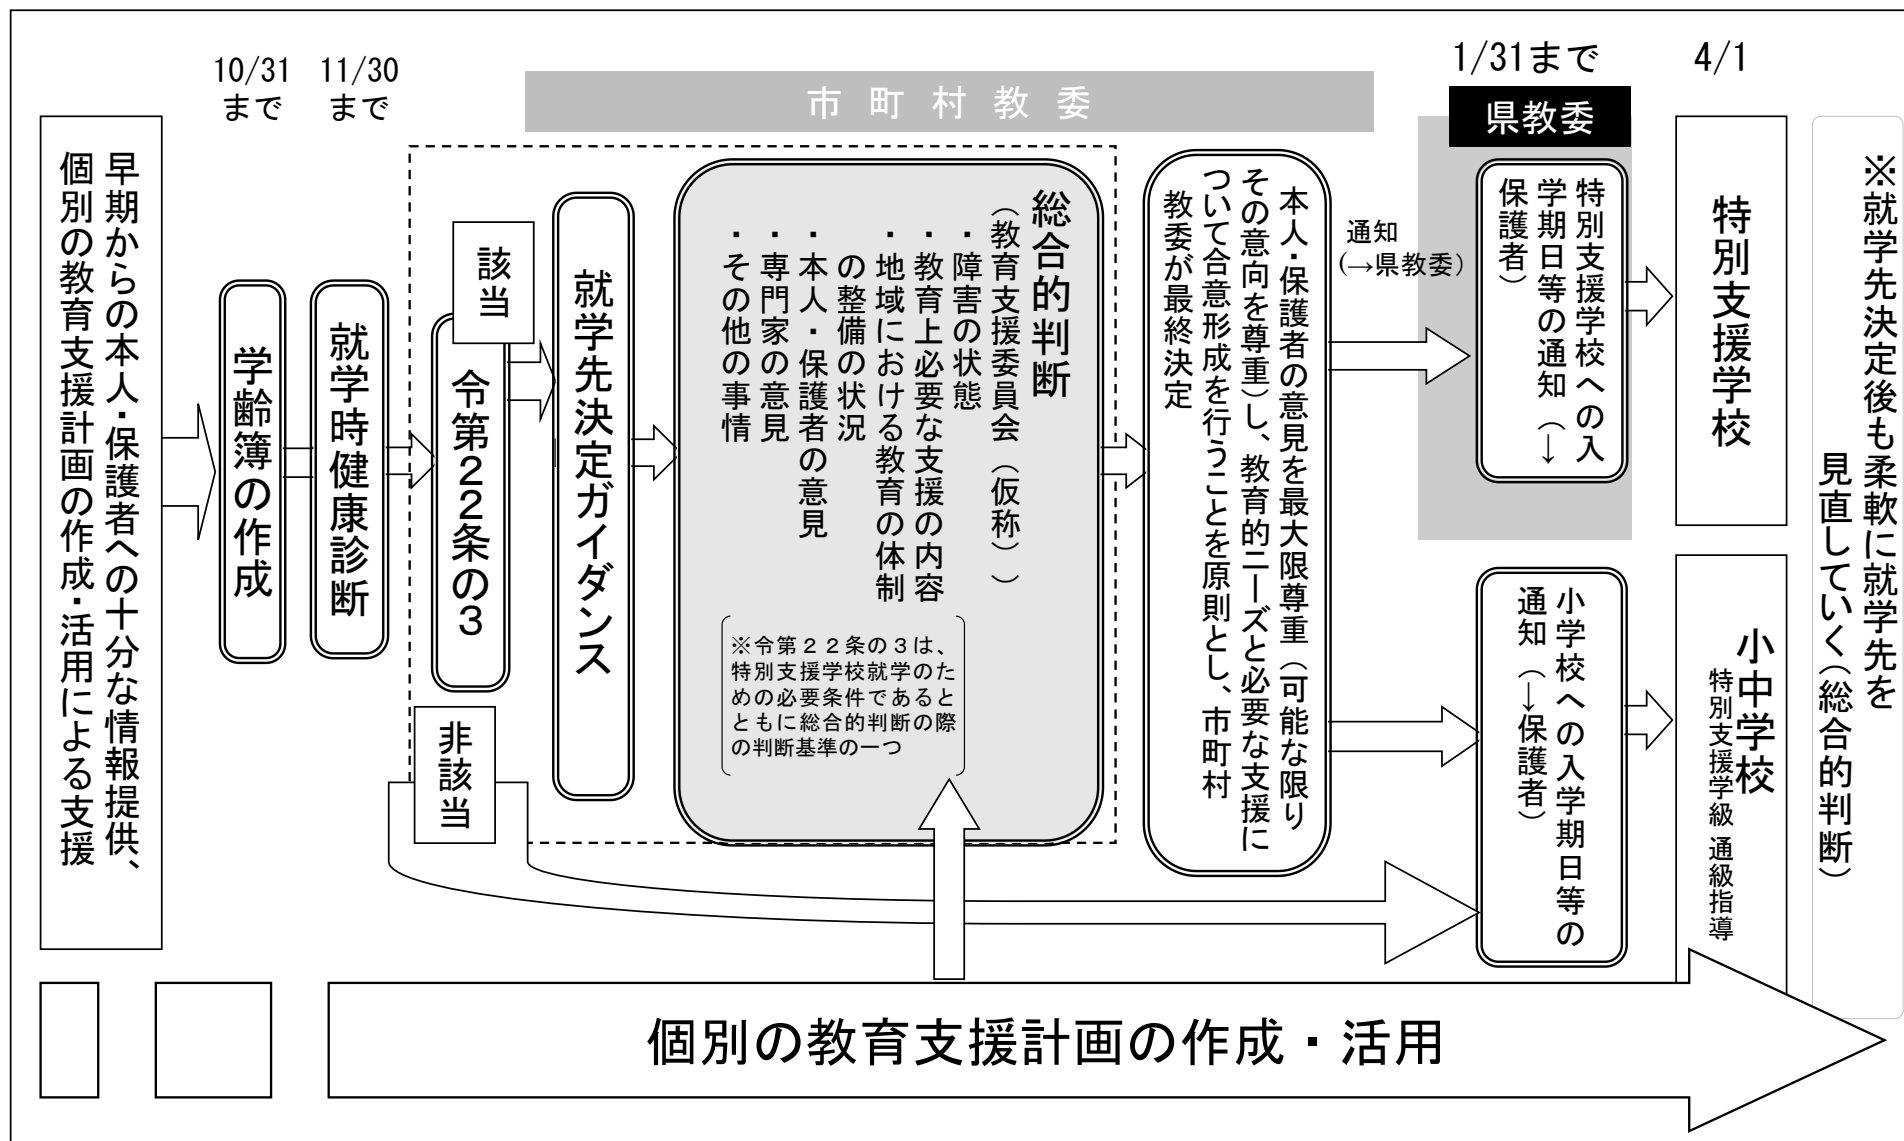 10/31
まで
11/30
まで
市町村教委
1/31まで
県教委
4/1
早期からの本人・保護者への十分な情報提供、
個別の教育支援計画の作成・活用による支援
学齢簿の作成
就学時健康診断
該当
令第22条の3
非該当
就学先決定ガイダンス
総合的判断
(教育支援委員会(仮称))
・障害の状態
・教育上必要な支援の内容
・地域における教育の体制
の整備の状況
・本人・保護者の意見
・専門家の意見
・その他の事情
※令第22条の3は、
特別支援学校就学のた
めの必要条件であると
ともに総合的判断の際
の判断基準の一つ
本人・保護者の意見を最大限尊重(可能な限り
その意向を尊重)し、教育的ニーズと必要な支援に
ついて合意形成を行うことを原則とし、市町村
教委が最終決定
通知
(→県教委)
特別支援学校への入
学期日等の通知(→
保護者)
小学校への入学期日等の
通知(→保護者)
特別支援学校
小中学校
特別支援学級 通級指導
※就学先決定後も柔軟に就学先を
見直していく(総合的判断)
個別の教育支援計画の作成・活用